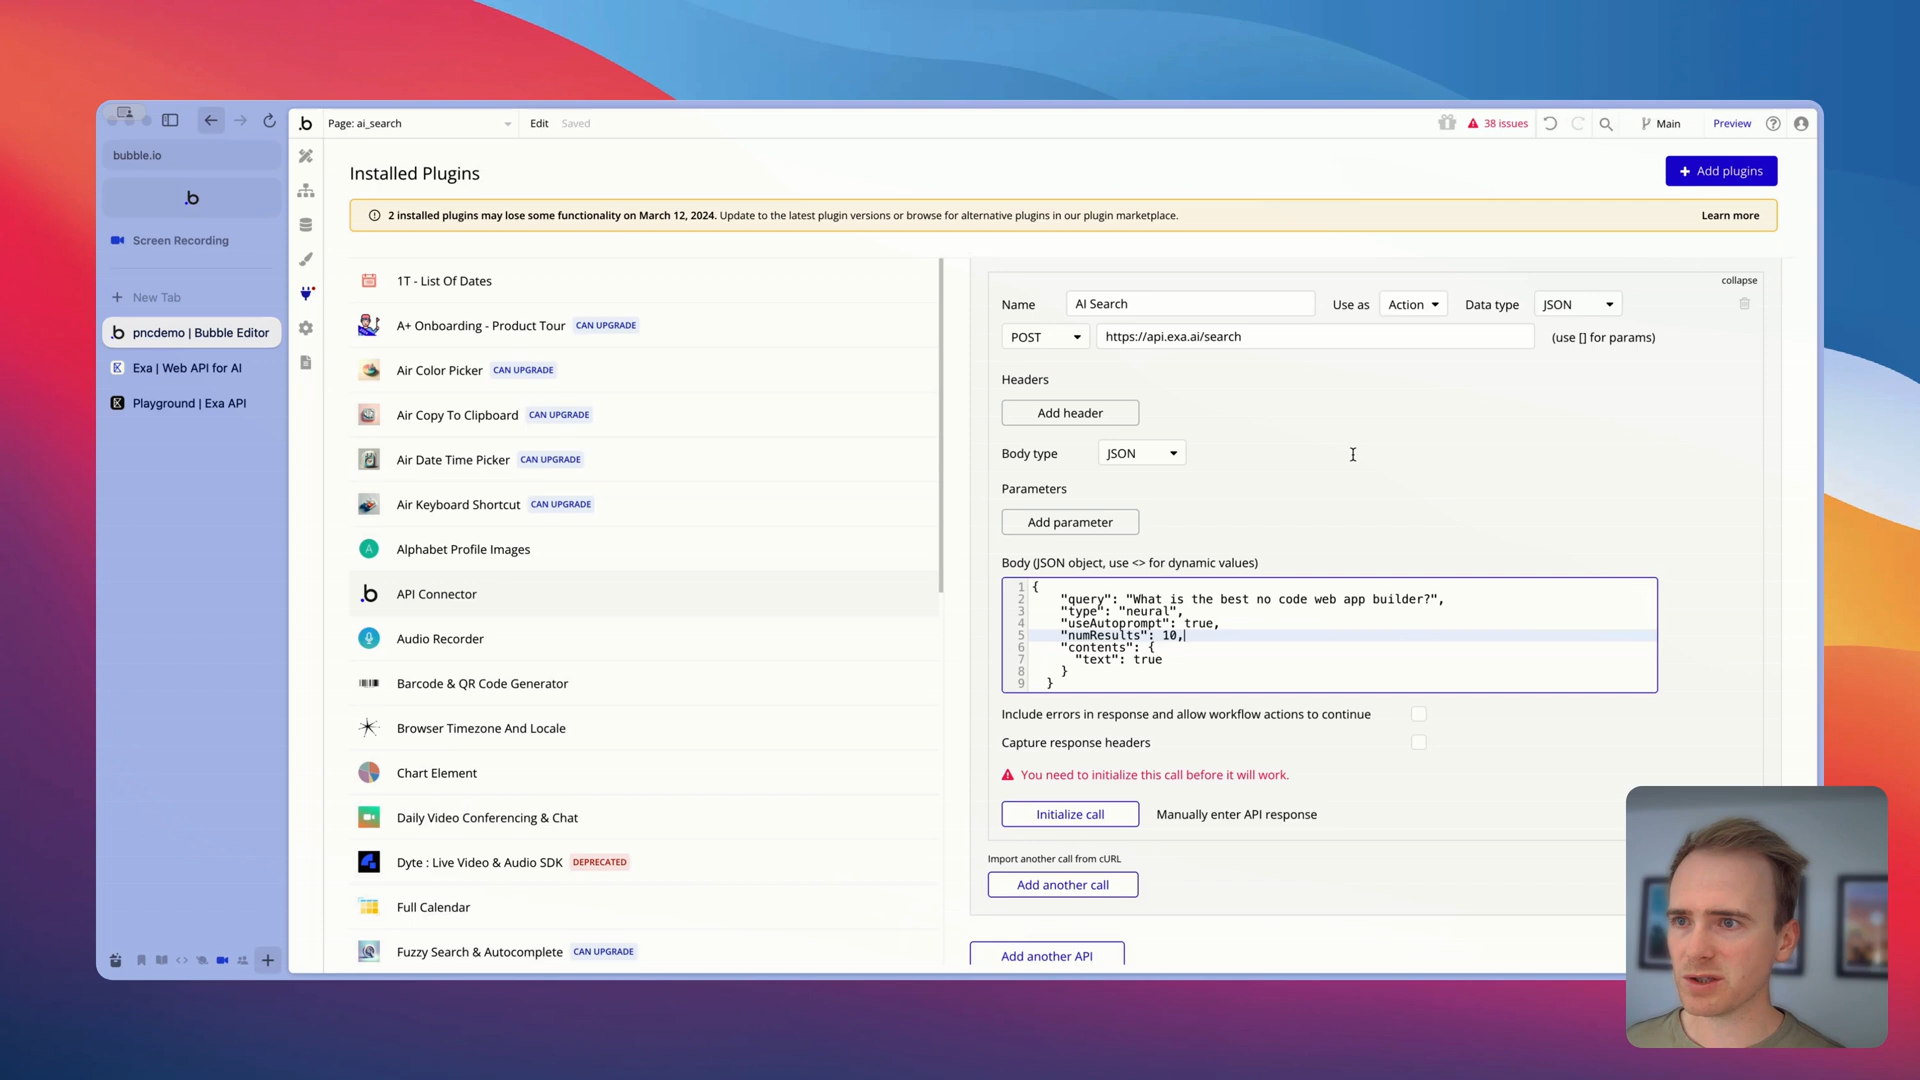 Page: ai_search
Edit
Saved
38 issues
Main
Preview
bubble.io
Screen Recording
New Tab
pncdemo | Bubble Editor
Exa | Web API for AI
Playground | Exa API
Installed Plugins
Add plugins
2 installed plugins may lose some functionality on March 12, 2024. Update to the latest plugin versions or browse for alternative plugins in our plugin marketplace.
Learn more
1T - List Of Dates
A+ Onboarding - Product Tour CAN UPGRADE
Air Color Picker CAN UPGRADE
Air Copy To Clipboard CAN UPGRADE
Air Date Time Picker CAN UPGRADE
Air Keyboard Shortcut CAN UPGRADE
A Alphabet Profile Images
.b API Connector
Audio Recorder
Barcode & QR Code Generator
Browser Timezone And Locale
Chart Element
Daily Video Conferencing & Chat
Dyte : Live Video & Audio SDK DEPRECATED
Full Calendar
Fuzzy Search & Autocomplete CAN UPGRADE
collapse
Name AI Search Use as Action Data type JSON
POST https://api.exa.ai/search (use [] for params)
Headers
Add header
Body type JSON
Parameters
Add parameter
Body (JSON object, use <> for dynamic values)
1 {
2 "query": "What is the best no code web app builder?",
3 "type": "neural",
4 "useAutoprompt": true,
5 "numResults": 10,
6 "contents": {
7 "text": true
8 }
9 }
Include errors in response and allow workflow actions to continue
Capture response headers
You need to initialize this call before it will work.
Initialize call Manually enter API response
Import another call from cURL
Add another call
Add another API